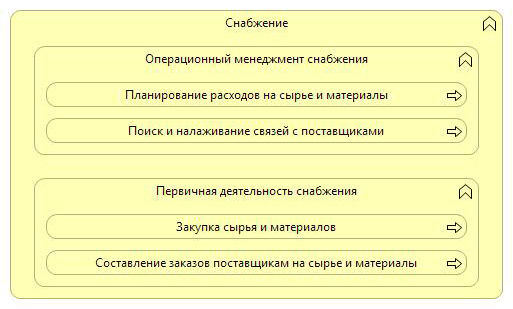 Снабжение
Операционный менеджмент снабжения
Планирование расходов на сырье и материалы
Поиск и налаживание связей с поставщиками
Первичная деятельность снабжения
Закупка сырья и материалов
Составление заказов поставщикам на сырье и материалы